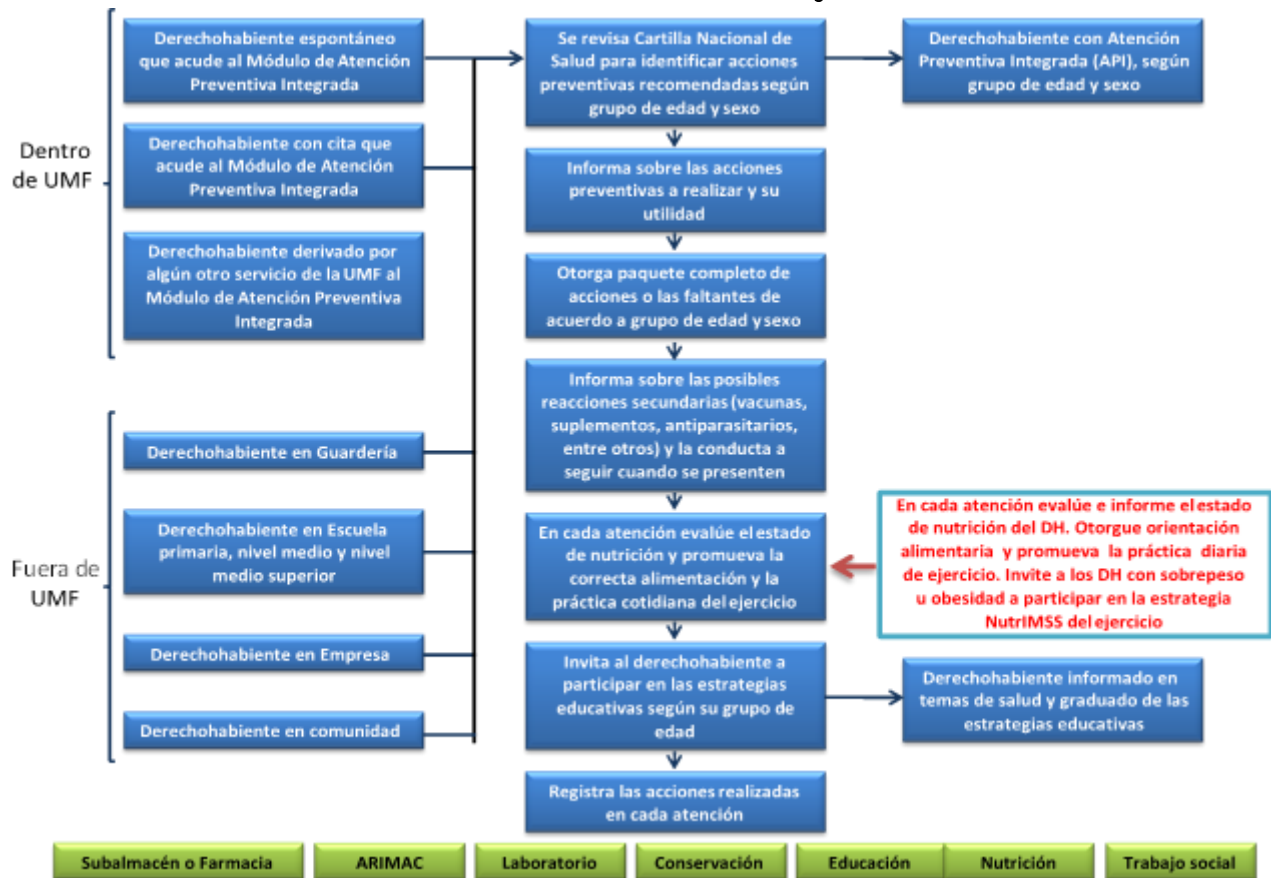 Dentro
de UMF
Derechohabiente espontáneo
que acude al Módulo de Atención
Preventiva Integrada
Derechohabiente con cita que
acude al Módulo de Atención
Preventiva Integrada
Derechohabiente derivado por
algún otro servicio de la UMF al
Módulo de Atención Preventiva
Integrada
Fuera de
UMF
Derechohabiente en Guardería
Derechohabiente en Escuela
primaria, nivel medio y nivel
medio superior
Derechohabiente en Empresa
Derechohabiente en comunidad
Se revisa Cartilla Nacional de
Salud para identificar acciones
preventivas recomendadas según
grupo de edad y sexo
Informa sobre las acciones
preventivas a realizar y su
utilidad
Otorga paquete completo de
acciones o las faltantes de
acuerdo a grupo de edad y sexo
Informa sobre las posibles
reacciones secundarias (vacunas,
suplementos, antiparasitarios,
entre otros) y la conducta a
seguir cuando se presenten
En cada atención evalúe el estado
de nutrición y promueva la
correcta alimentación y la
práctica cotidiana del ejercicio
Invita al derechohabiente a
participar en las estrategias
educativas según su grupo de
edad
Registra las acciones realizadas
en cada atención
Derechohabiente con Atención
Preventiva Integrada (API), según
grupo de edad y sexo
En cada atención evalúe e informe el estado
de nutrición del DH. Otorgue orientación
alimentaria y promueva la práctica diaria
de ejercicio. Invite a los DH con sobrepeso
u obesidad a participar en la estrategia
NutrIMSS del ejercicio
Derechohabiente informado en
temas de salud y graduado de las
estrategias educativas
Subalmacén o Farmacia
ARIMAC
Laboratorio
Conservación
Educación
Nutrición
Trabajo social